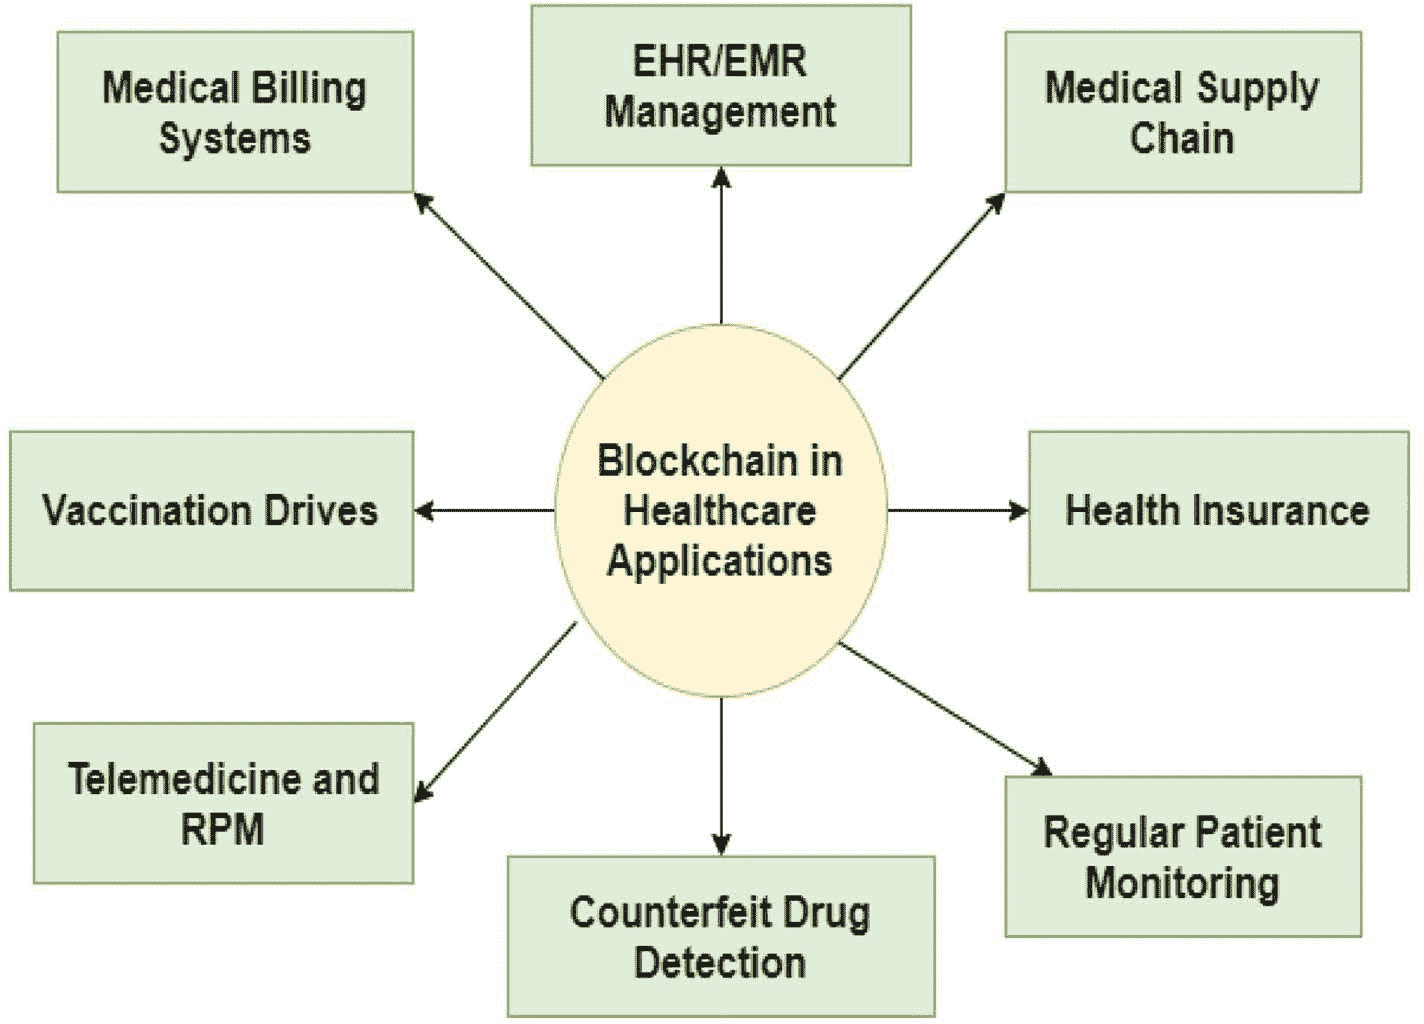 Medical Billing
Systems
EHR/EMR
Management
Medical Supply
Chain
Vaccination Drives
Blockchain in
Healthcare
Applications
Health Insurance
Telemedicine and
RPM
Counterfeit Drug
Detection
Regular Patient
Monitoring